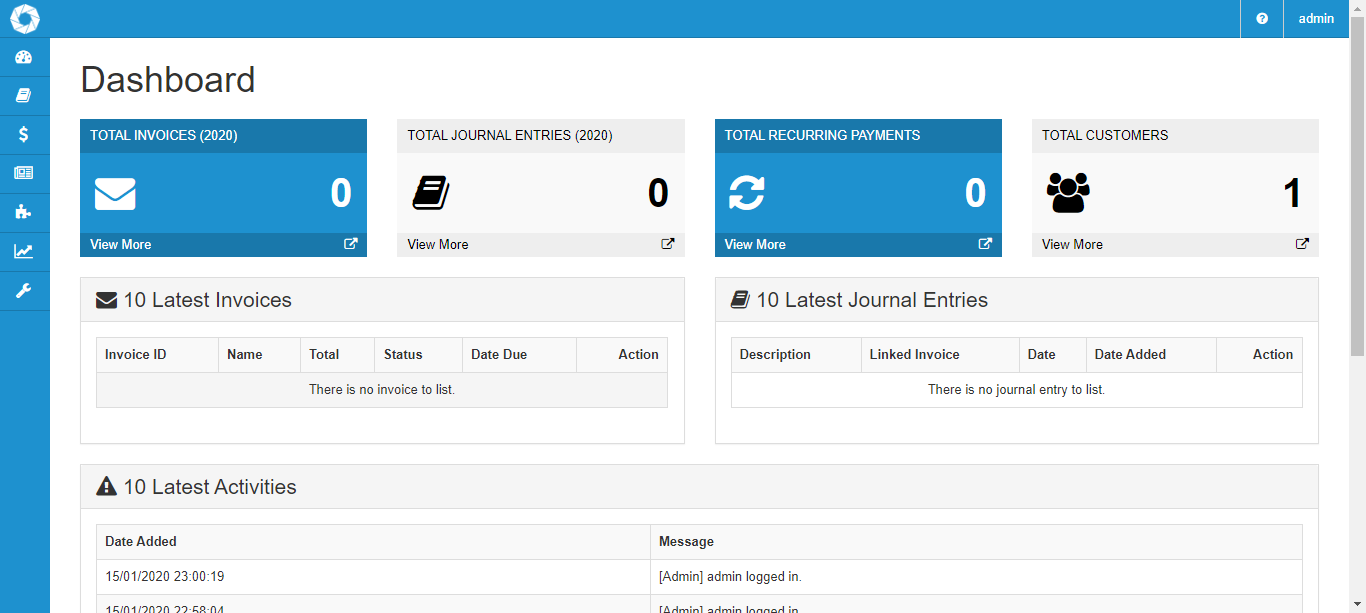 admin
Dashboard
TOTAL INVOICES (2020)
0
View More
TOTAL JOURNAL ENTRIES (2020)
0
View More
TOTAL RECURRING PAYMENTS
0
View More
TOTAL CUSTOMERS
1
View More
10 Latest Invoices
Invoice ID Name Total Status Date Due Action
There is no invoice to list.
10 Latest Journal Entries
Description Linked Invoice Date Date Added Action
There is no journal entry to list.
10 Latest Activities
Date Added Message
15/01/2020 23:00:19 [Admin] admin logged in.
15/01/2020 22:58:04 [Admin] admin logged in.